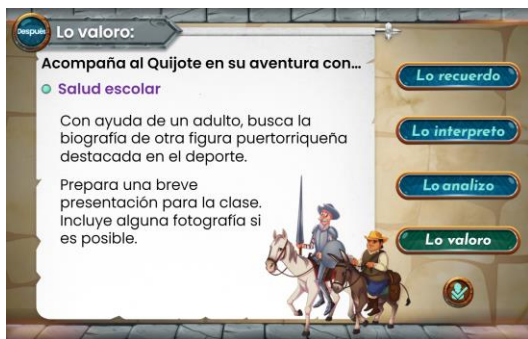 Después
Lo valoro:
Acompaña al Quijote en su aventura con...
Salud escolar
Con ayuda de un adulto, busca la
biografía de otra figura puertorriqueña
destacada en el deporte.
Prepara una breve
presentación para la clase.
Incluye alguna fotografía si
es posible.
Lo recuerdo
Lo interpreto
Lo analizo
Lo valoro